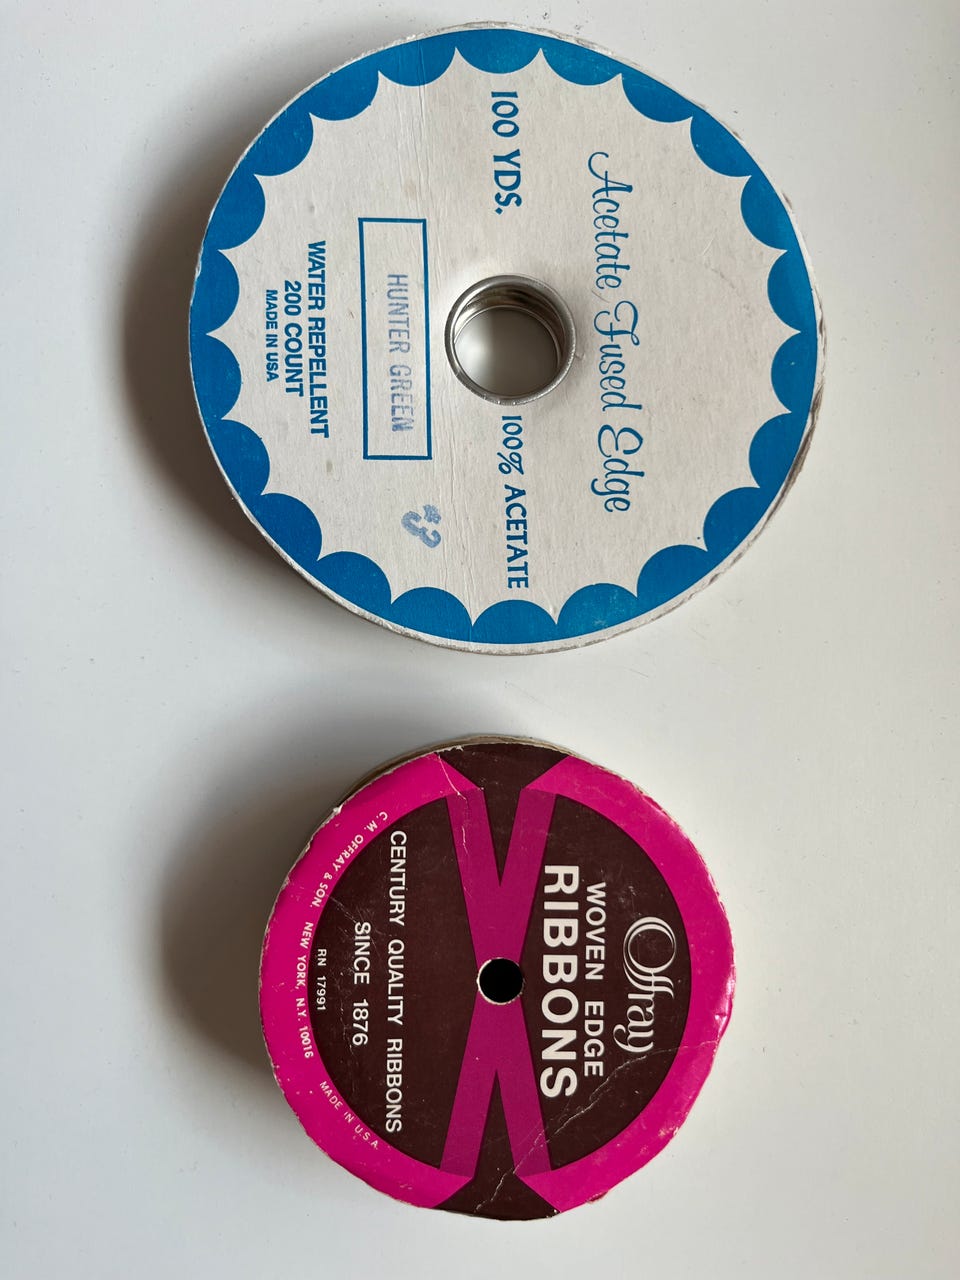 Acetate Fused Edge
100 YDS.
100% ACETATE
HUNTER GREEN
#3
WATER REPELLENT
200 COUNT
MADE IN USA
Offray
WOVEN EDGE
RIBBONS
CENTURY QUALITY RIBBONS
SINCE 1876
RN 17991
C. M. OFFRAY & SON, NEW YORK, N.Y. 10016 MADE IN U.S.A.